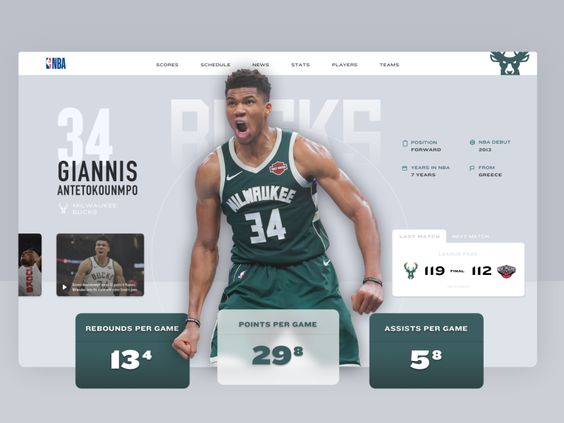 NBA
SCORES
SCHEDULE
NEWS
STATS
PLAYERS
TEAMS
BUCKS
34
GIANNIS
ANTETOKOUNMPO
MILWAUKEE
BUCKS
POSITION
FORWARD
NBA DEBUT
2013
YEARS IN NBA
7 YEARS
FROM
GREECE
MILWAUKEE
34
BUCKS
LAST MATCH
NEXT MATCH
LEAGUE PASS
119
FINAL
112
REBOUNDS PER GAME
13 4
POINTS PER GAME
29 8
ASSISTS PER GAME
5 8